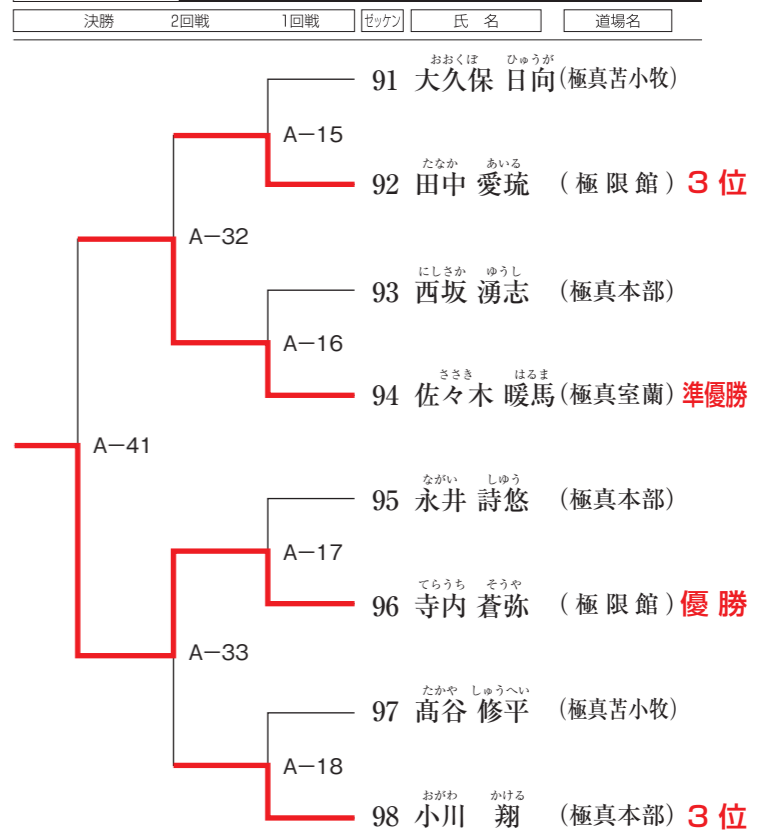 決勝 2回戦 1回戦 ゼッケン 氏 名 道場名
おおくぼ ひゅうが
91 大久保 日向 (極真苫小牧)
A-15
たなか あいる
92 田中 愛琉 (極限館) 3位
A-32
にしさか ゆうし
93 西坂 湧志 (極真本部)
A-16
ささき はるま
94 佐々木 暖馬 (極真室蘭) 準優勝
A-41
ながい しゆう
95 永井 詩悠 (極真本部)
A-17
てらうち そうや
96 寺内 蒼弥 (極限館) 優勝
A-33
たかや しゅうへい
97 髙谷 修平 (極真苫小牧)
A-18
おがわ かける
98 小川 翔 (極真本部) 3位